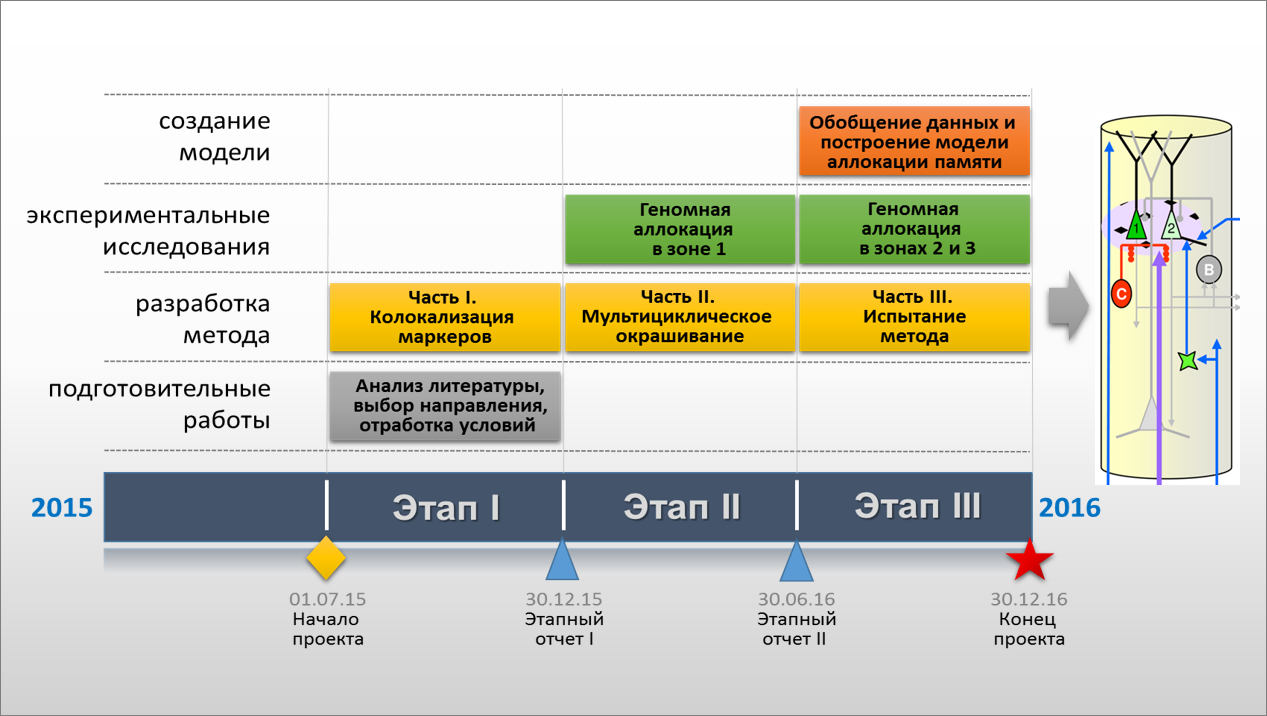 создание
модели
Обобщение данных и
построение модели
аллокации памяти
экспериментальные
исследования
Геномная
аллокация
в зоне 1
Геномная
аллокация
в зонах 2 и 3
разработка
метода
Часть I.
Колокализация
маркеров
Часть II.
Мультициклическое
окрашивание
Часть III.
Испытание
метода
подготовительные
работы
Анализ литературы,
выбор направления,
отработка условий
1
2
B
C
2015
Этап I
Этап II
Этап III
2016
01.07.15
Начало
проекта
30.12.15
Этапный
отчет I
30.06.16
Этапный
отчет II
30.12.16
Конец
проекта